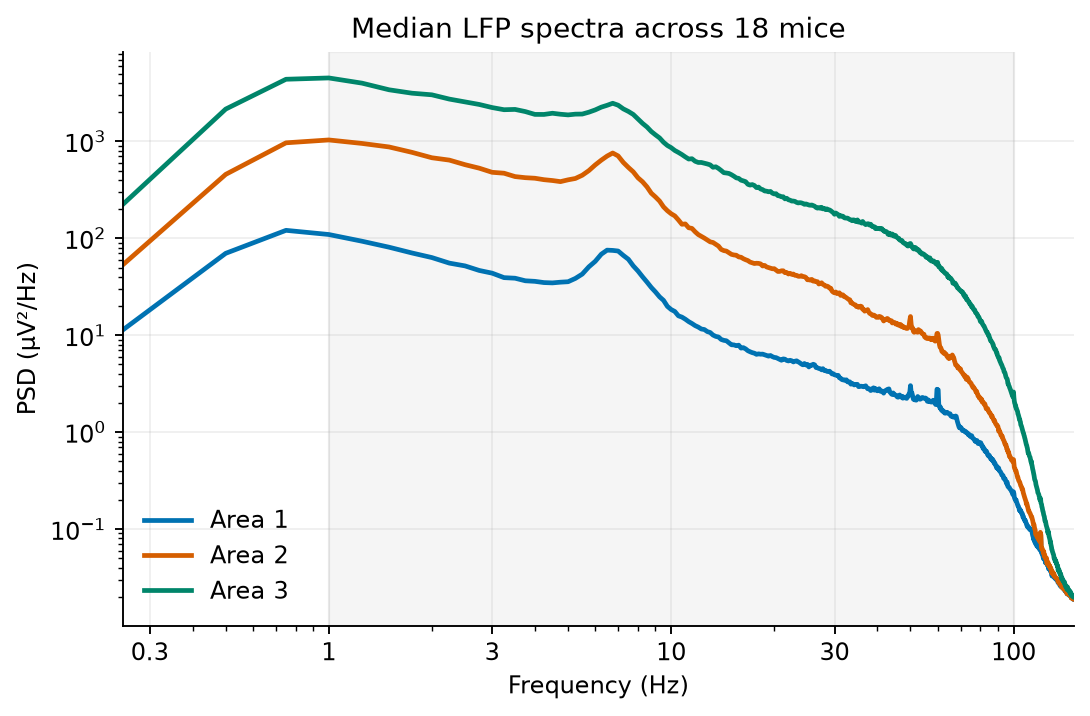 Median LFP spectra across 18 mice
PSD (µV²/Hz)
10³
10²
10¹
10⁰
10⁻¹
Area 1
Area 2
Area 3
0.3 1 3 10 30 100
Frequency (Hz)